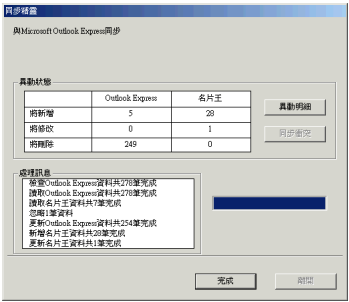 同步精靈
與Microsoft Outlook Express同步
異動狀態
Outlook Express 名片王
將新增 5 28
將修改 0 1
將刪除 249 0
異動明細
同步衝突
處理訊息
檢查Outlook Express資料共278筆完成
讀取Outlook Express資料共278筆完成
讀取名片王資料共7筆完成
忽略1筆資料
更新Outlook Express資料共254筆完成
新增名片王資料共28筆完成
更新名片王資料共1筆完成
完成
離開